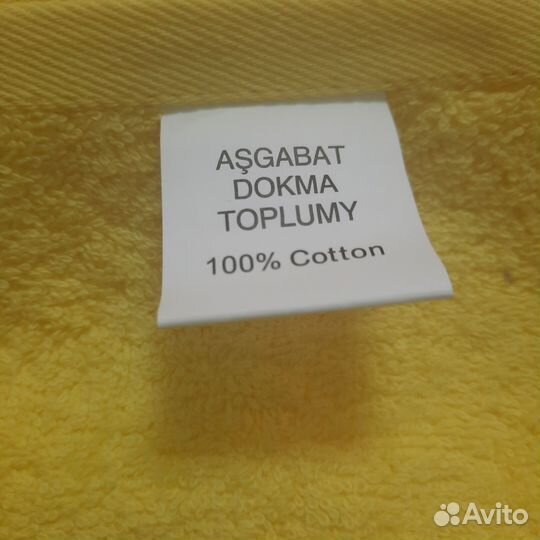 AŞGABAT
DOKMA
TOPLUMY
100% Cotton
Avito